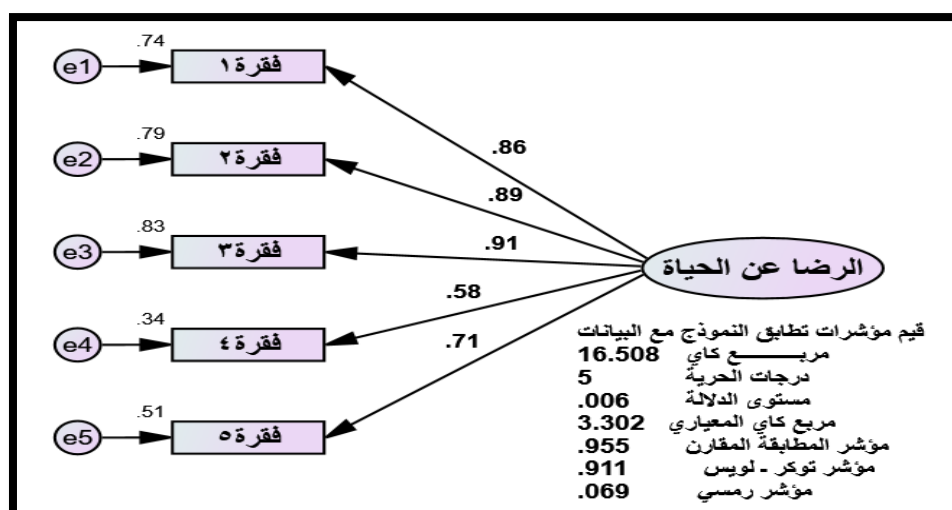 .74
e1
فقرة ١
.86
.79
e2
فقرة ٢
.89
.83
e3
فقرة ٣
.91
الرضا عن الحياة
.34
e4
فقرة ٤
.58
.51
e5
فقرة ٥
.71
قيم مؤشرات تطابق النموذج مع البيانات
مربـــــع كاي 16.508
درجات الحرية 5
مستوى الدلالة .006
مربع كاي المعياري 3.302
مؤشر المطابقة المقارن .955
مؤشر توكر - لويس .911
مؤشر رمسي .069